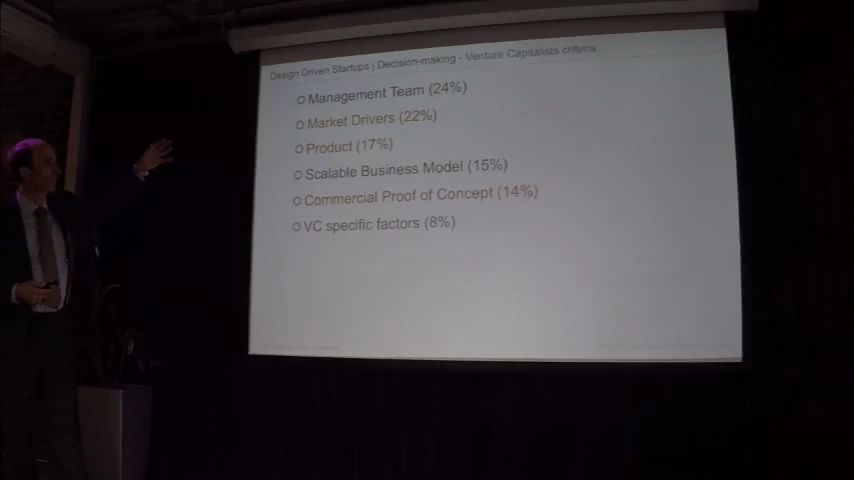 Design Driven Startups | Decision-making - Venture Capitalists criteria
Management Team (24%)
Market Drivers (22%)
Product (17%)
Scalable Business Model (15%)
Commercial Proof of Concept (14%)
VC specific factors (8%)